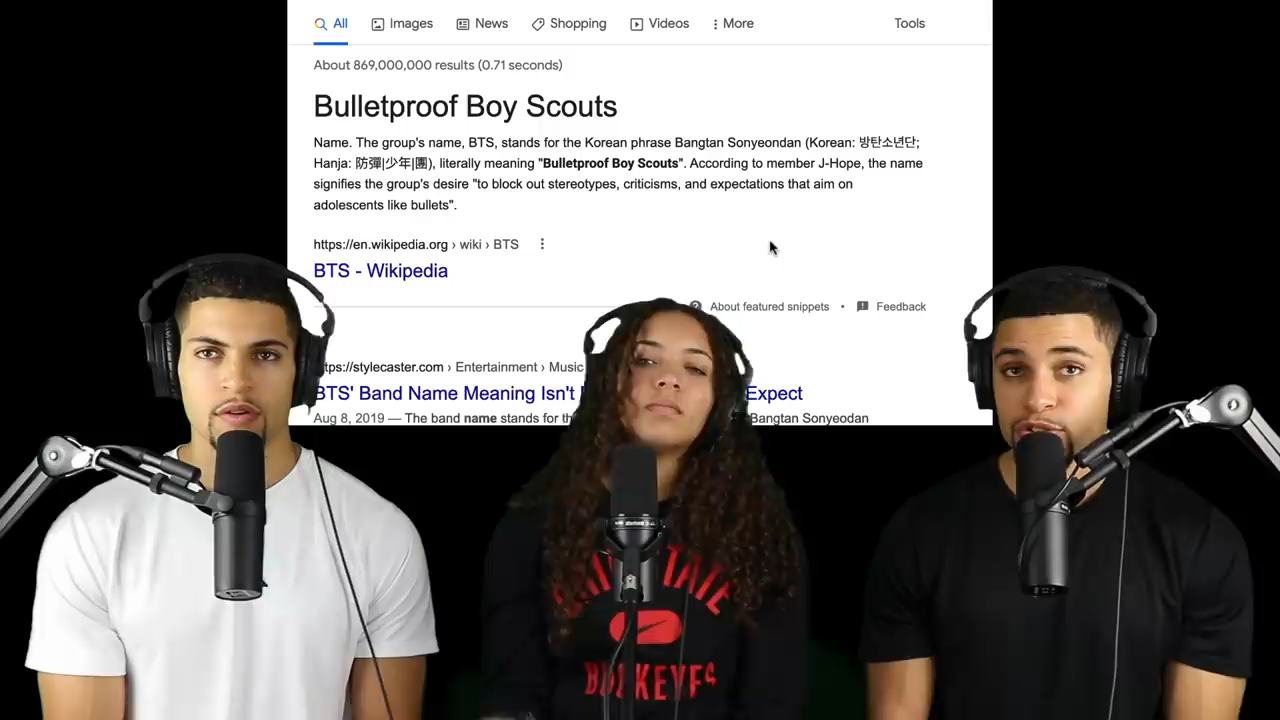 All Images News Shopping Videos More Tools
About 869,000,000 results (0.71 seconds)
Bulletproof Boy Scouts
Name. The group's name, BTS, stands for the Korean phrase Bangtan Sonyeondan (Korean: 방탄소년단;
Hanja: 防彈|少年|團), literally meaning "Bulletproof Boy Scouts". According to member J-Hope, the name
signifies the group's desire "to block out stereotypes, criticisms, and expectations that aim on
adolescents like bullets".
https://en.wikipedia.org › wiki › BTS
BTS - Wikipedia
About featured snippets • Feedback
ttps://stylecaster.com › Entertainment › Music
BTS' Band Name Meaning Isn't Expect
Aug 8, 2019 — The band name stands for th Bangtan Sonyeodan
STATE
BUCKEYES